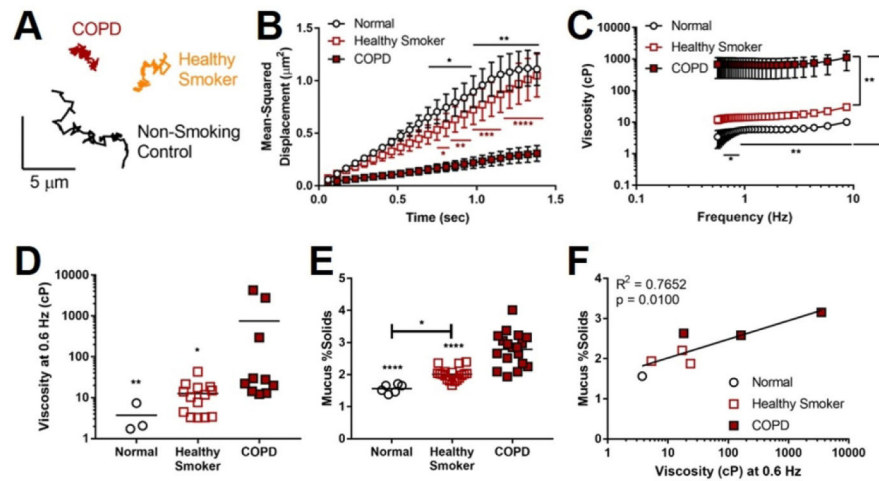 A
COPD
Healthy
Smoker
Non-Smoking
Control
5 μm
B
Normal
Healthy Smoker
COPD
Mean-Squared
Displacement (μm²)
1.5
1.0
0.5
0.0
0.0
0.5
1.0
1.5
Time (sec)
*
**
*
**
***
****
C
Normal
Healthy Smoker
COPD
Viscosity (cP)
10000
1000
100
10
1
0.1
0.1
1
10
Frequency (Hz)
*
**
**
D
Viscosity at 0.6 Hz (cP)
10000
1000
100
10
1
**
*
Normal
Healthy
Smoker
COPD
E
Mucus %Solids
5
4
3
2
1
0
*
****
****
Normal
Healthy
Smoker
COPD
F
R² = 0.7652
p = 0.0100
Mucus %Solids
4
3
2
1
0
Normal
Healthy Smoker
COPD
1
10
100
1000
10000
Viscosity (cP) at 0.6 Hz